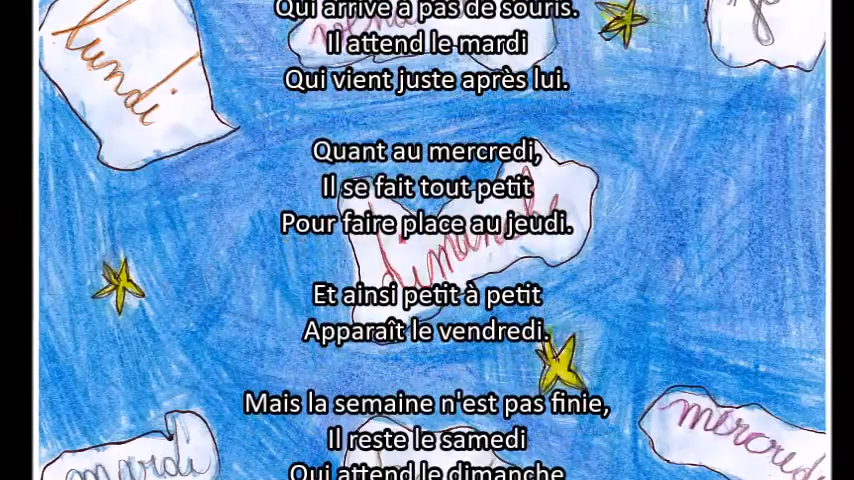 Qui arrive à pas de souris.
Il attend le mardi
Qui vient juste après lui.
Quant au mercredi,
Il se fait tout petit
Pour faire place au jeudi.
Et ainsi petit à petit
Apparaît le vendredi.
Mais la semaine n'est pas finie,
Il reste le samedi
Qui attend le dimanche
lundi
dimanche
mardi
mercredi